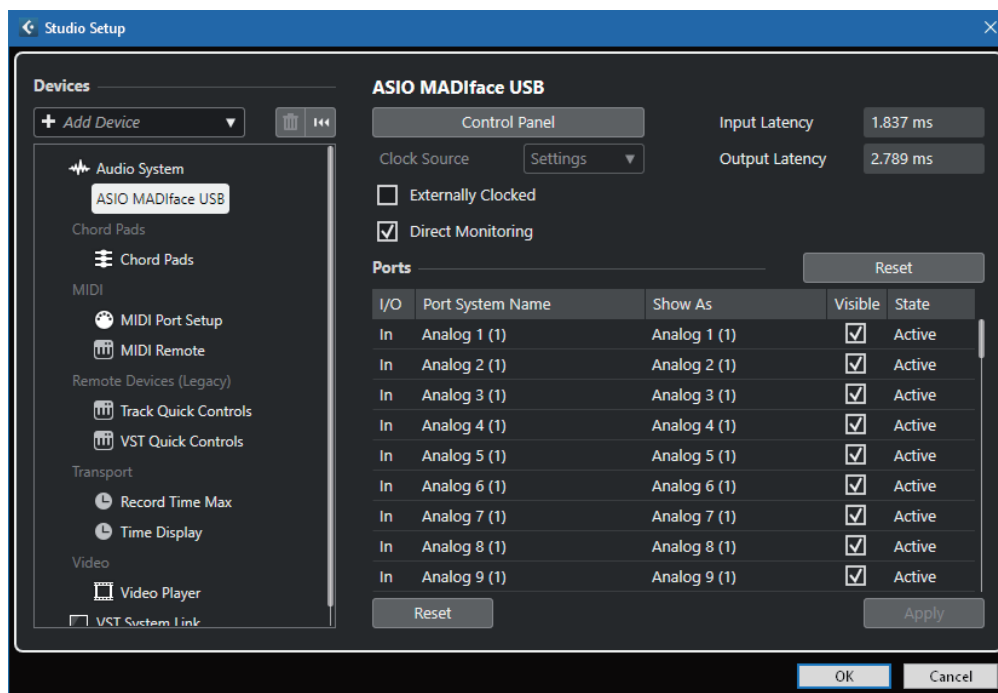 Studio Setup
Devices
Add Device
Audio System
ASIO MADIface USB
Chord Pads
Chord Pads
MIDI
MIDI Port Setup
MIDI Remote
Remote Devices (Legacy)
Track Quick Controls
VST Quick Controls
Transport
Record Time Max
Time Display
Video
Video Player
VST System Link
ASIO MADIface USB
Control Panel
Input Latency 1.837 ms
Clock Source Settings
Output Latency 2.789 ms
Externally Clocked
Direct Monitoring
Ports
Reset
I/O Port System Name Show As Visible State
In Analog 1 (1) Analog 1 (1) Active
In Analog 2 (1) Analog 2 (1) Active
In Analog 3 (1) Analog 3 (1) Active
In Analog 4 (1) Analog 4 (1) Active
In Analog 5 (1) Analog 5 (1) Active
In Analog 6 (1) Analog 6 (1) Active
In Analog 7 (1) Analog 7 (1) Active
In Analog 8 (1) Analog 8 (1) Active
In Analog 9 (1) Analog 9 (1) Active
Reset Apply
OK Cancel